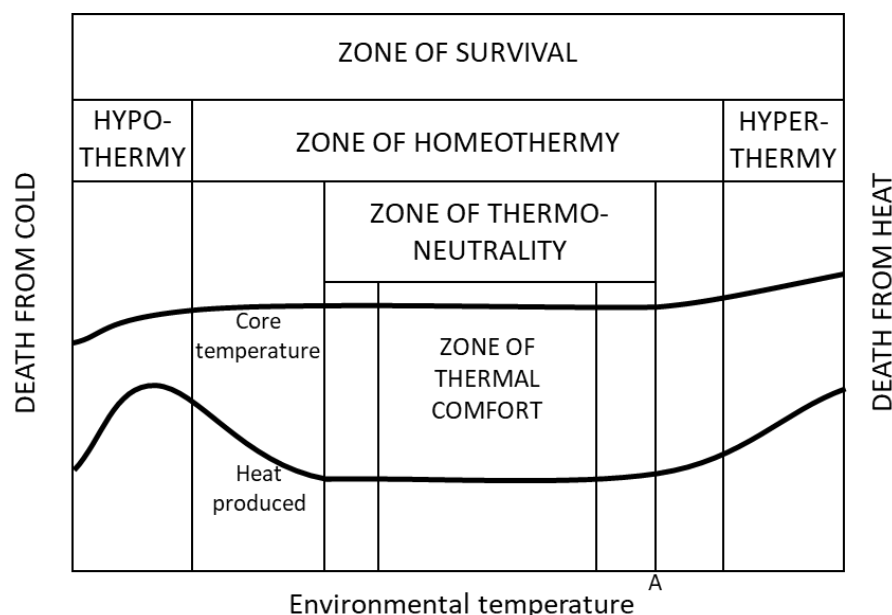 ZONE OF SURVIVAL
HYPO-
THERMY
ZONE OF HOMEOTHERMY
HYPER-
THERMY
DEATH FROM COLD
DEATH FROM HEAT
ZONE OF THERMO-
NEUTRALITY
Core
temperature
ZONE OF
THERMAL
COMFORT
Heat
produced
A
Environmental temperature